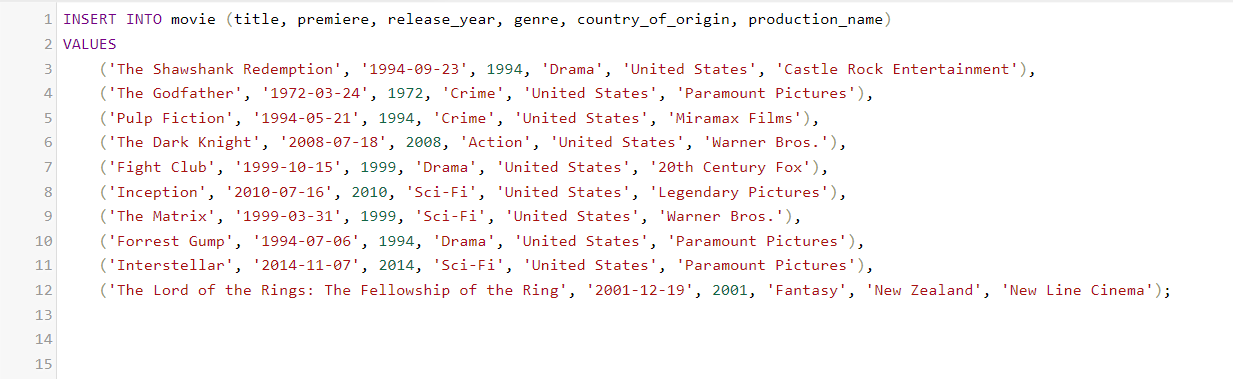 1 INSERT INTO movie (title, premiere, release_year, genre, country_of_origin, production_name)
2 VALUES
3 ('The Shawshank Redemption', '1994-09-23', 1994, 'Drama', 'United States', 'Castle Rock Entertainment'),
4 ('The Godfather', '1972-03-24', 1972, 'Crime', 'United States', 'Paramount Pictures'),
5 ('Pulp Fiction', '1994-05-21', 1994, 'Crime', 'United States', 'Miramax Films'),
6 ('The Dark Knight', '2008-07-18', 2008, 'Action', 'United States', 'Warner Bros.'),
7 ('Fight Club', '1999-10-15', 1999, 'Drama', 'United States', '20th Century Fox'),
8 ('Inception', '2010-07-16', 2010, 'Sci-Fi', 'United States', 'Legendary Pictures'),
9 ('The Matrix', '1999-03-31', 1999, 'Sci-Fi', 'United States', 'Warner Bros.'),
10 ('Forrest Gump', '1994-07-06', 1994, 'Drama', 'United States', 'Paramount Pictures'),
11 ('Interstellar', '2014-11-07', 2014, 'Sci-Fi', 'United States', 'Paramount Pictures'),
12 ('The Lord of the Rings: The Fellowship of the Ring', '2001-12-19', 2001, 'Fantasy', 'New Zealand', 'New Line Cinema');
13
14
15